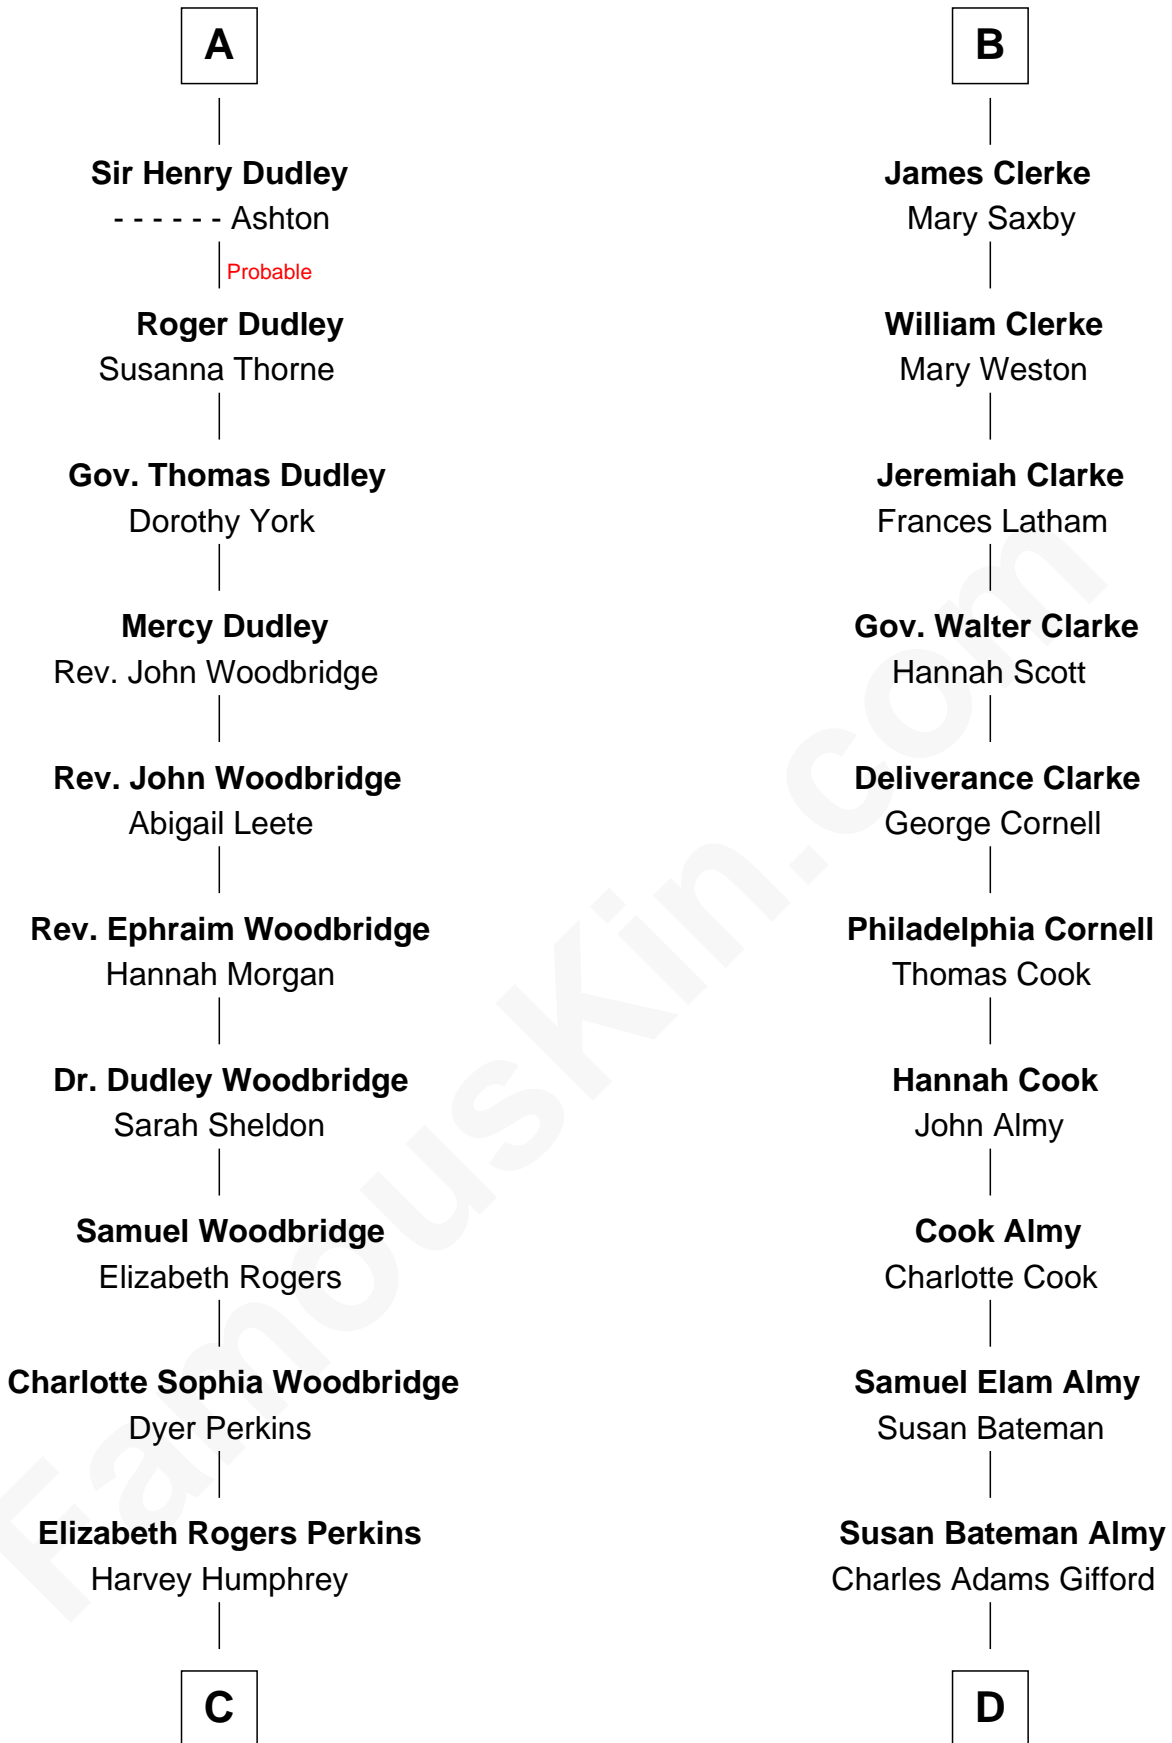 A
Sir Henry Dudley
- - - - - - Ashton
Probable
Roger Dudley
Susanna Thorne
Gov. Thomas Dudley
Dorothy York
Mercy Dudley
Rev. John Woodbridge
Rev. John Woodbridge
Abigail Leete
Rev. Ephraim Woodbridge
Hannah Morgan
Dr. Dudley Woodbridge
Sarah Sheldon
Samuel Woodbridge
Elizabeth Rogers
Charlotte Sophia Woodbridge
Dyer Perkins
Elizabeth Rogers Perkins
Harvey Humphrey
C
B
James Clerke
Mary Saxby
William Clerke
Mary Weston
Jeremiah Clarke
Frances Latham
Gov. Walter Clarke
Hannah Scott
Deliverance Clarke
George Cornell
Philadelphia Cornell
Thomas Cook
Hannah Cook
John Almy
Cook Almy
Charlotte Cook
Samuel Elam Almy
Susan Bateman
Susan Bateman Almy
Charles Adams Gifford
D
FamousKin.com